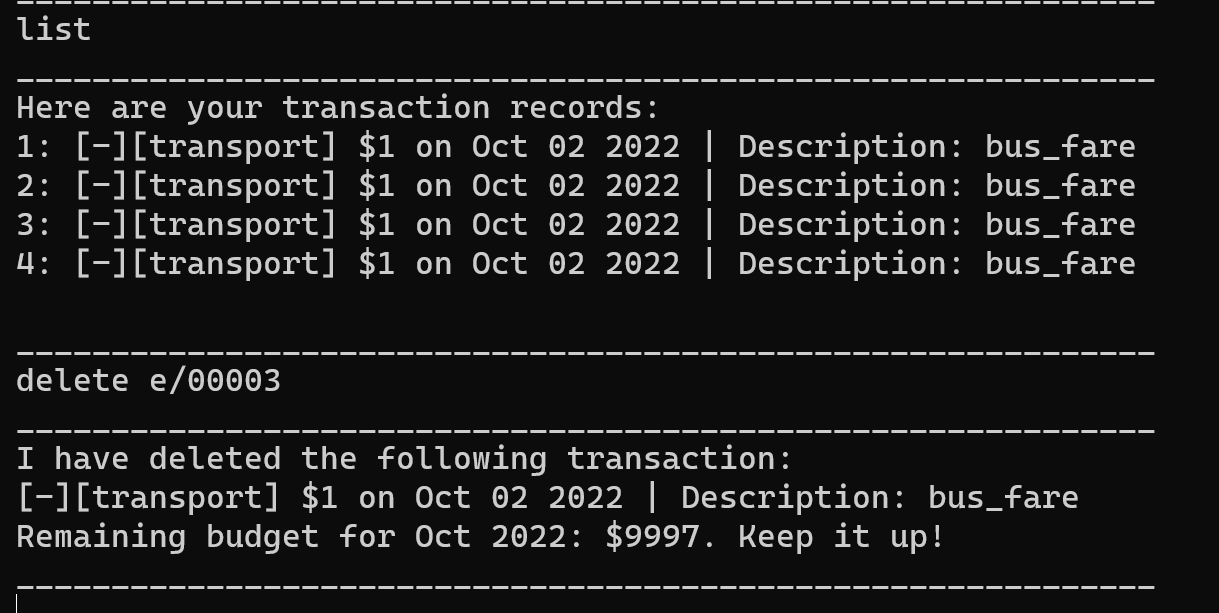 ____________________________________________________________
list
____________________________________________________________
Here are your transaction records:
1: [-][transport] $1 on Oct 02 2022 | Description: bus_fare
2: [-][transport] $1 on Oct 02 2022 | Description: bus_fare
3: [-][transport] $1 on Oct 02 2022 | Description: bus_fare
4: [-][transport] $1 on Oct 02 2022 | Description: bus_fare
____________________________________________________________
delete e/00003
____________________________________________________________
I have deleted the following transaction:
[-][transport] $1 on Oct 02 2022 | Description: bus_fare
Remaining budget for Oct 2022: $9997. Keep it up!
____________________________________________________________